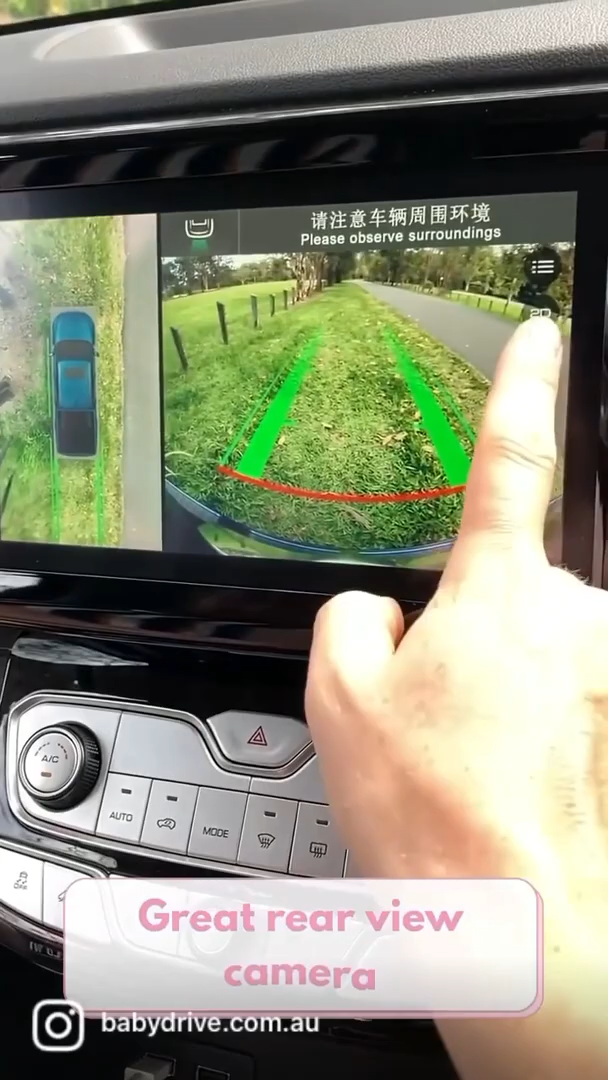 请注意车辆周围环境
Please observe surroundings
2D
A/C
AUTO
MODE
Great rear view
camera
babydrive.com.au